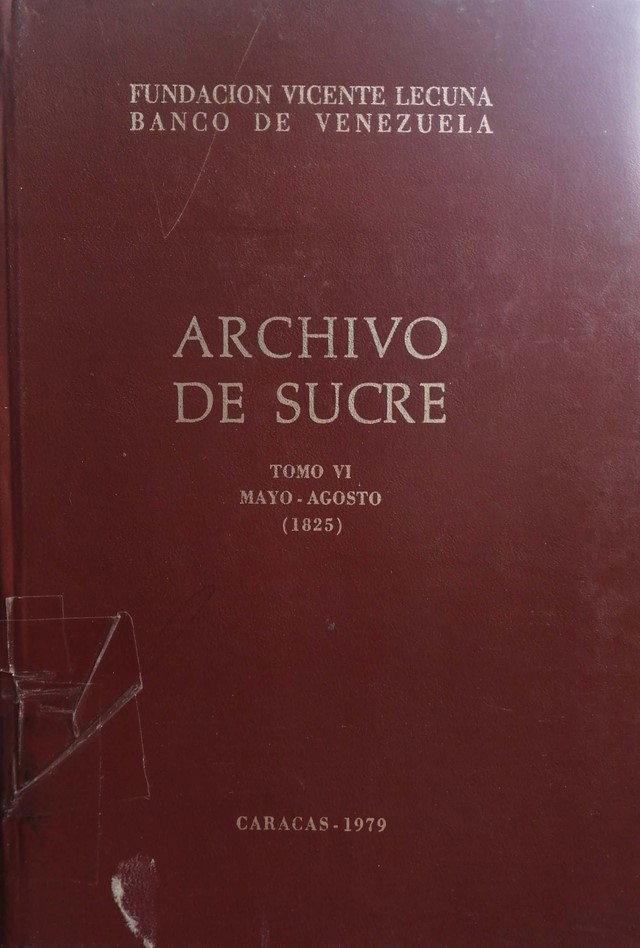 FUNDACION VICENTE LECUNA
BANCO DE VENEZUELA
ARCHIVO
DE SUCRE
TOMO VI
MAYO - AGOSTO
(1825)
CARACAS - 1979